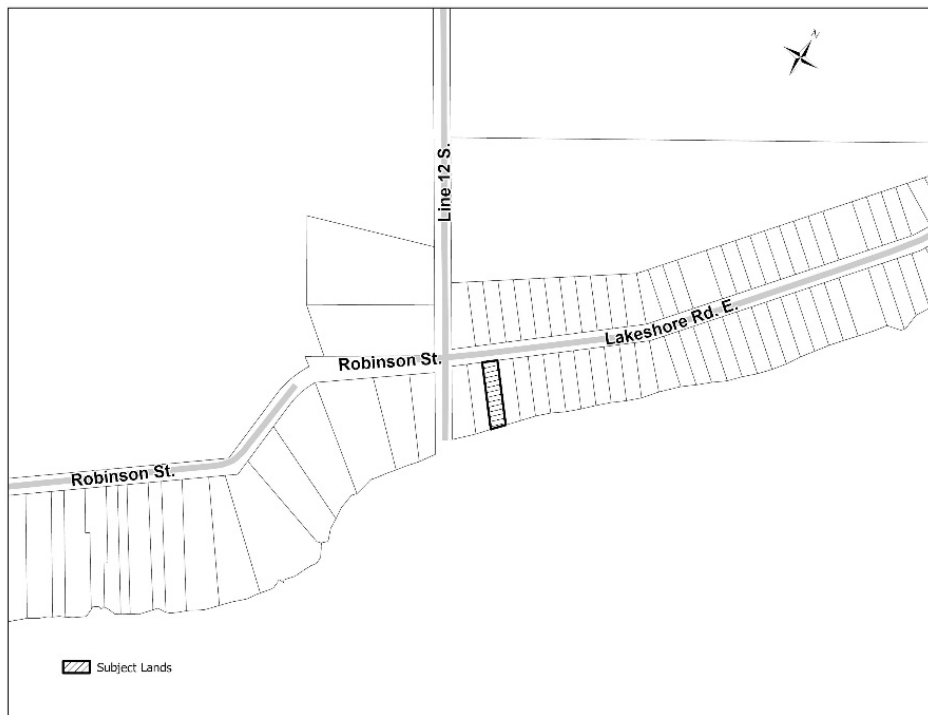 N
Line 12 S.
Lakeshore Rd. E.
Robinson St.
Robinson St.
Subject Lands